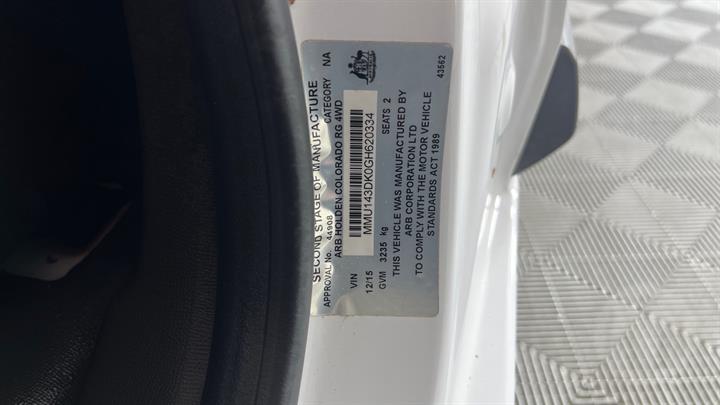 SECOND STAGE OF MANUFACTURE
APPROVAL No. 44908 CATEGORY NA
ARB HOLDEN COLORADO RG 4WD
VIN MMU143DK0GH620334
12/15 SEATS 2
GVM 3235 kg
THIS VEHICLE WAS MANUFACTURED BY
ARB CORPORATION LTD
TO COMPLY WITH THE MOTOR VEHICLE
STANDARDS ACT 1989
43562